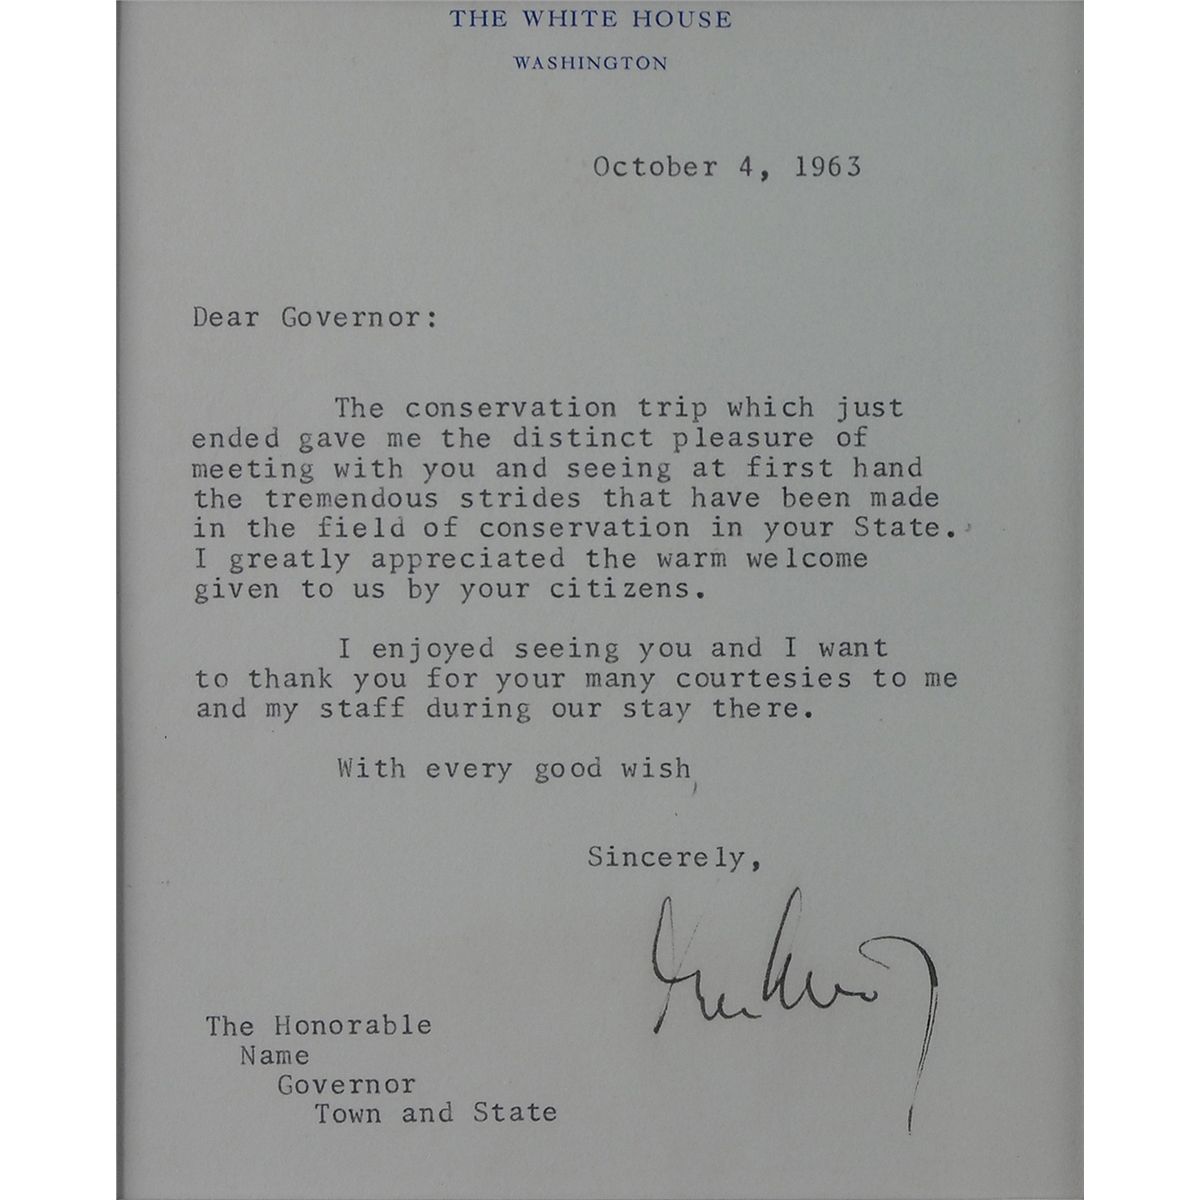 THE WHITE HOUSE
WASHINGTON
October 4, 1963
Dear Governor:
The conservation trip which just
ended gave me the distinct pleasure of
meeting with you and seeing at first hand
the tremendous strides that have been made
in the field of conservation in your State.
I greatly appreciated the warm welcome
given to us by your citizens.
I enjoyed seeing you and I want
to thank you for your many courtesies to me
and my staff during our stay there.
With every good wish,
Sincerely,
The Honorable
Name
Governor
Town and State